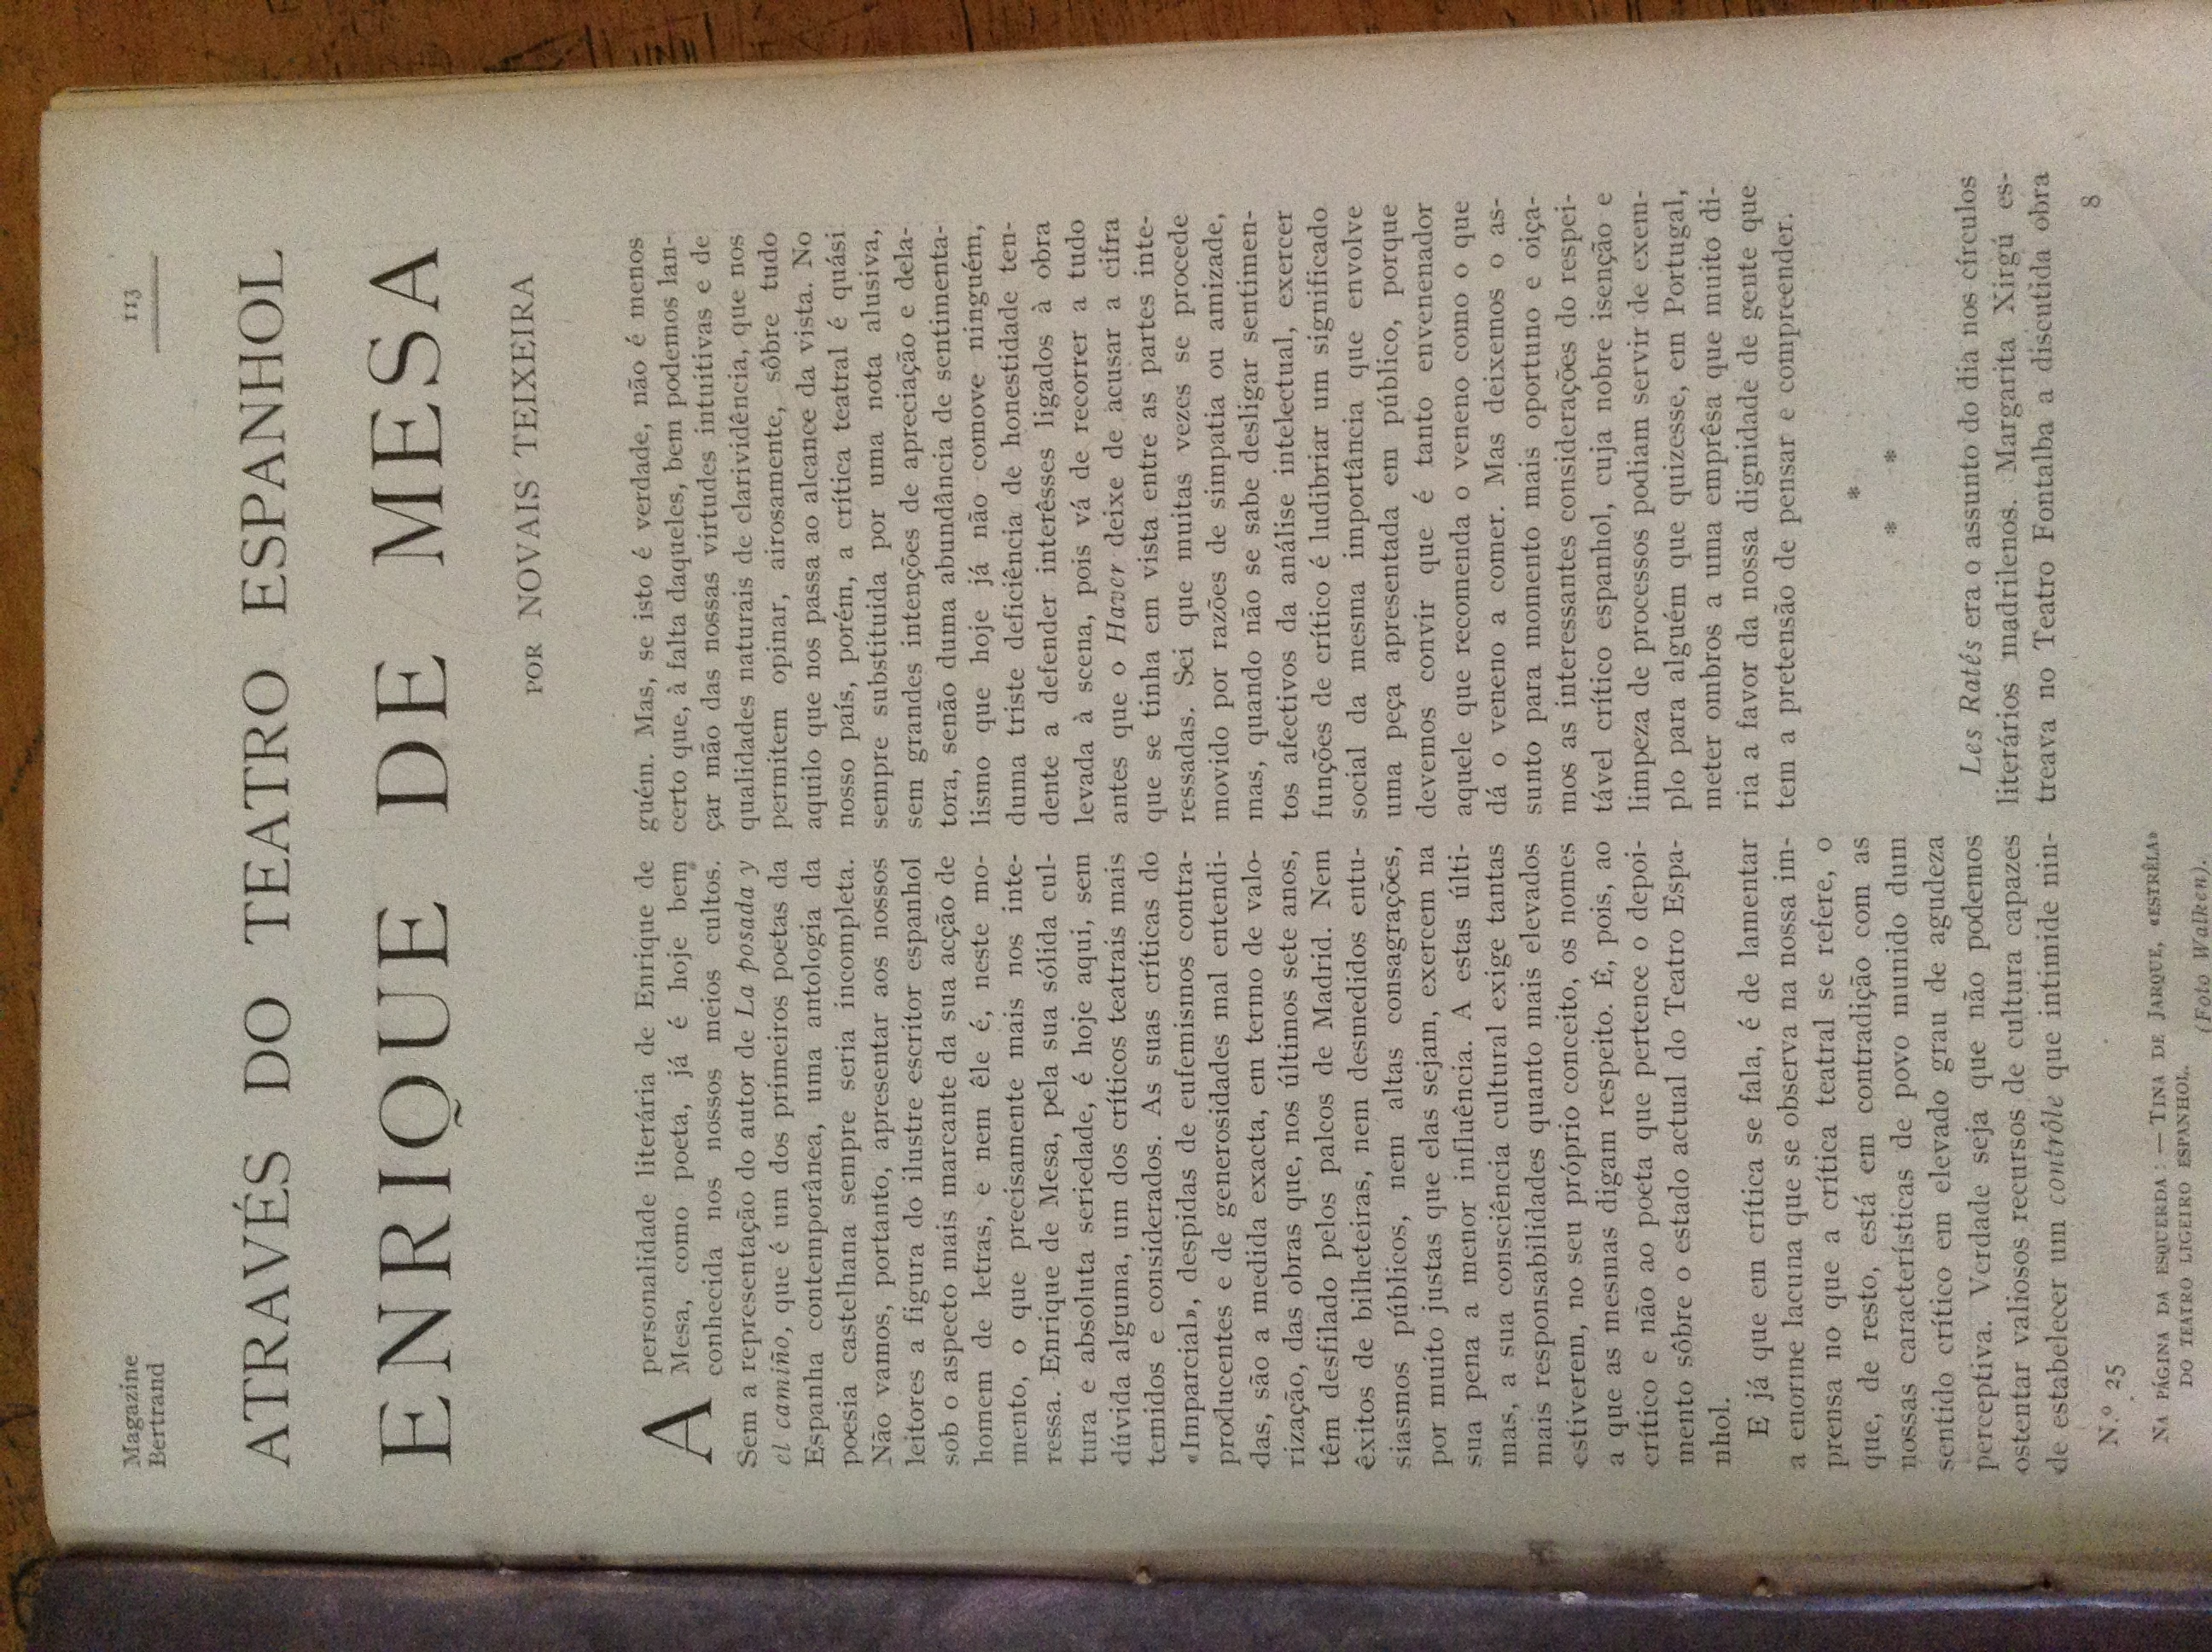 Magazine
Bertrand
113
ATRAVÉS DO TEATRO ESPANHOL
ENRIQUE DE MESA
POR NOVAIS TEIXEIRA
A personalidade literária de Enrique de
Mesa, como poeta, já é hoje bem
conhecida nos nossos meios cultos.
Sem a representação do autor de La posada y
el camiño, que é um dos primeiros poetas da
Espanha contemporânea, uma antologia da
poesia castelhana sempre seria incompleta.
Não vamos, portanto, apresentar aos nossos
leitores a figura do ilustre escritor espanhol
sob o aspecto mais marcante da sua acção de
homem de letras, e nem êle é, neste mo-
mento, o que precisamente mais nos inte-
ressa. Enrique de Mesa, pela sua sólida cul-
tura e absoluta seriedade, é hoje aqui, sem
dúvida alguma, um dos críticos teatrais mais
temidos e considerados. As suas críticas do
«Imparcial», despidas de eufemismos contra-
producentes e de generosidades mal entendi-
das, são a medida exacta, em termo de valo-
rização, das obras que, nos últimos sete anos,
têm desfilado pelos palcos de Madrid. Nem
êxitos de bilheteiras, nem desmedidos entu-
siasmos públicos, nem altas consagrações,
por muito justas que elas sejam, exercem na
sua pena a menor influência. A estas últi-
mas, a sua consciência cultural exige tantas
mais responsabilidades quanto mais elevados
estiverem, no seu próprio conceito, os nomes
a que as mesmas digam respeito. É, pois, ao
crítico e não ao poeta que pertence o depoi-
mento sôbre o estado actual do Teatro Espa-
nhol.
E já que em crítica se fala, é de lamentar
a enorme lacuna que se observa na nossa im-
prensa no que a crítica teatral se refere, o
que, de resto, está em contradição com as
nossas características de povo munido dum
sentido crítico em elevado grau de agudeza
perceptiva. Verdade seja que não podemos
ostentar valiosos recursos de cultura capazes
de estabelecer um contrôle que intimide nin-
guém. Mas, se isto é verdade, não é menos
certo que, à falta daqueles, bem podemos lan-
çar mão das nossas virtudes intuitivas e de
qualidades naturais de clarividência, que nos
permitem opinar, airosamente, sôbre tudo
aquilo que nos passa ao alcance da vista. No
nosso país, porém, a crítica teatral é quási
sempre substituida por uma nota alusiva,
sem grandes intenções de apreciação e dela-
tora, senão duma abundância de sentimenta-
lismo que hoje já não comove ninguém,
duma triste deficiência de honestidade ten-
dente a defender interêsses ligados à obra
levada à scena, pois vá de recorrer a tudo
antes que o Haver deixe de acusar a cifra
que se tinha em vista entre as partes inte-
ressadas. Sei que muitas vezes se procede
movido por razões de simpatia ou amizade,
mas, quando não se sabe desligar sentimen-
tos afectivos da análise intelectual, exercer
funções de crítico é ludibriar um significado
social da mesma importância que envolve
uma peça apresentada em público, porque
devemos convir que é tanto envenenador
aquele que recomenda o veneno como o que
dá o veneno a comer. Mas deixemos o as-
sunto para momento mais oportuno e oiça-
mos as interessantes considerações do respei-
tável crítico espanhol, cuja nobre isenção e
limpeza de processos podiam servir de exem-
plo para alguém que quizesse, em Portugal,
meter ombros a uma emprêsa que muito di-
ria a favor da nossa dignidade de gente que
tem a pretensão de pensar e compreender.
*
* *
Les Ratés era o assunto do dia nos círculos
literários madrilenos. Margarita Xirgú es-
treava no Teatro Fontalba a discutida obra
N.º 25
8
NA PÁGINA DA ESQUERDA: — TINA DE JARQUE, «ESTRÊLA»
DO TEATRO LIGEIRO ESPANHOL.
(Foto Walken).